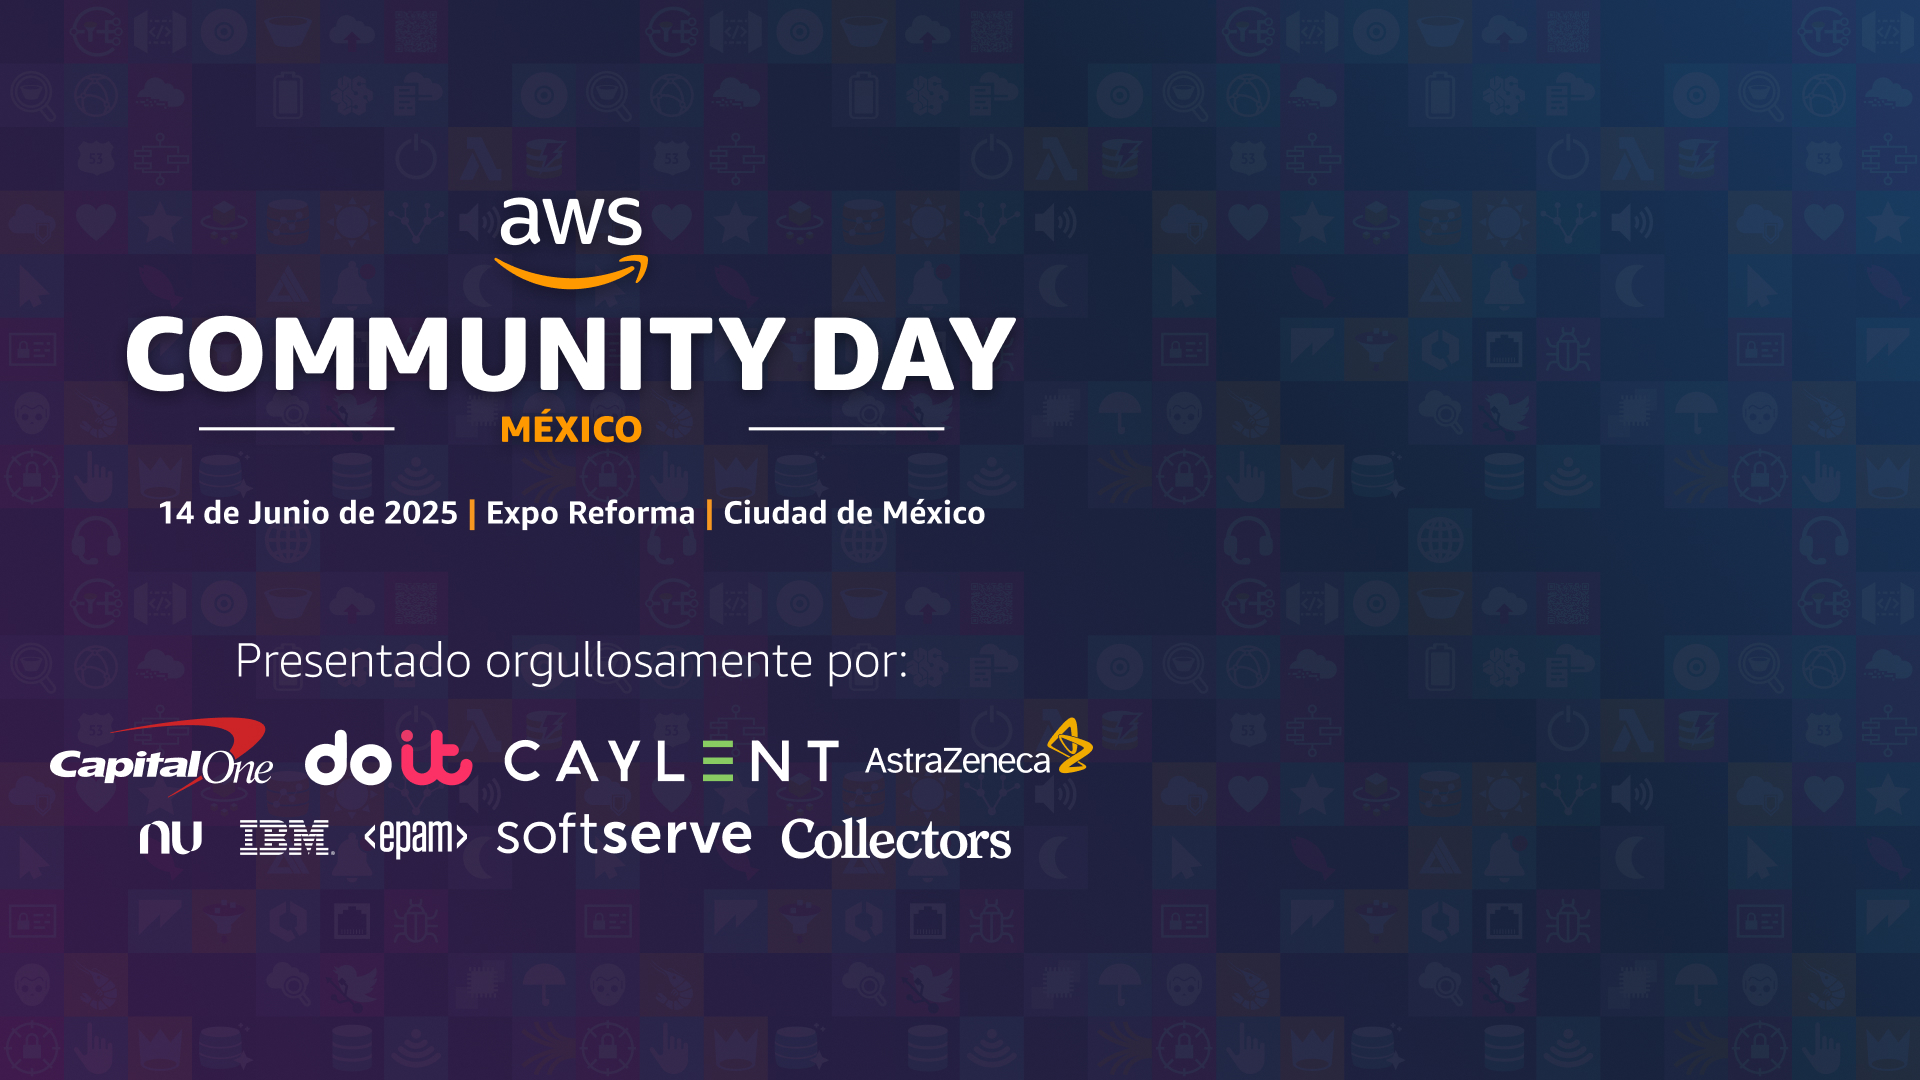 aws
COMMUNITY DAY
MÉXICO
14 de Junio de 2025 | Expo Reforma | Ciudad de México
Presentado orgullosamente por:
CapitalOne doit CAYLENT AstraZeneca
nu IBM. <epam> softserve Collectors